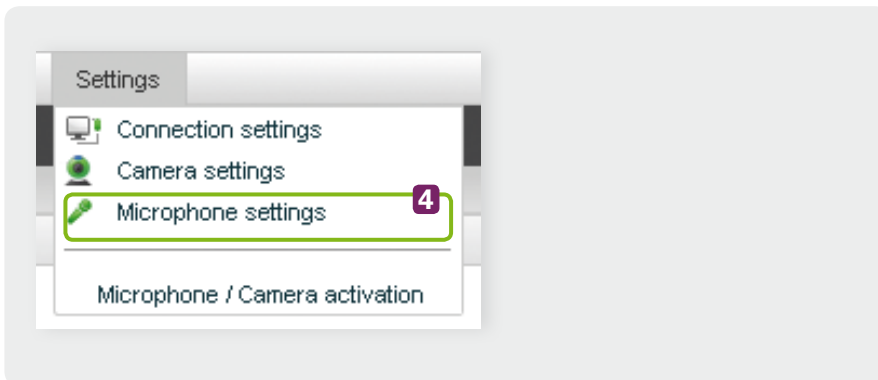 Settings
Connection settings
Camera settings
Microphone settings 4
Microphone / Camera activation